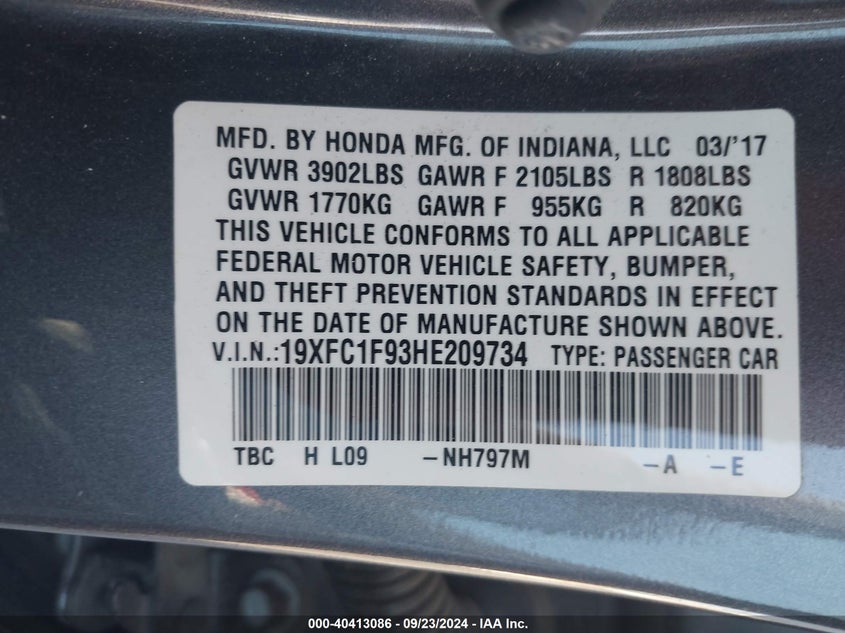 MFD. BY HONDA MFG. OF INDIANA, LLC 03/'17
GVWR 3902LBS GAWR F 2105LBS R 1808LBS
GVWR 1770KG GAWR F 955KG R 820KG
THIS VEHICLE CONFORMS TO ALL APPLICABLE
FEDERAL MOTOR VEHICLE SAFETY, BUMPER,
AND THEFT PREVENTION STANDARDS IN EFFECT
ON THE DATE OF MANUFACTURE SHOWN ABOVE.
V.I.N.:19XFC1F93HE209734 TYPE: PASSENGER CAR
TBC H L09 -NH797M -A -E
000-40413086 / 09/23/2024 - IAA Inc.